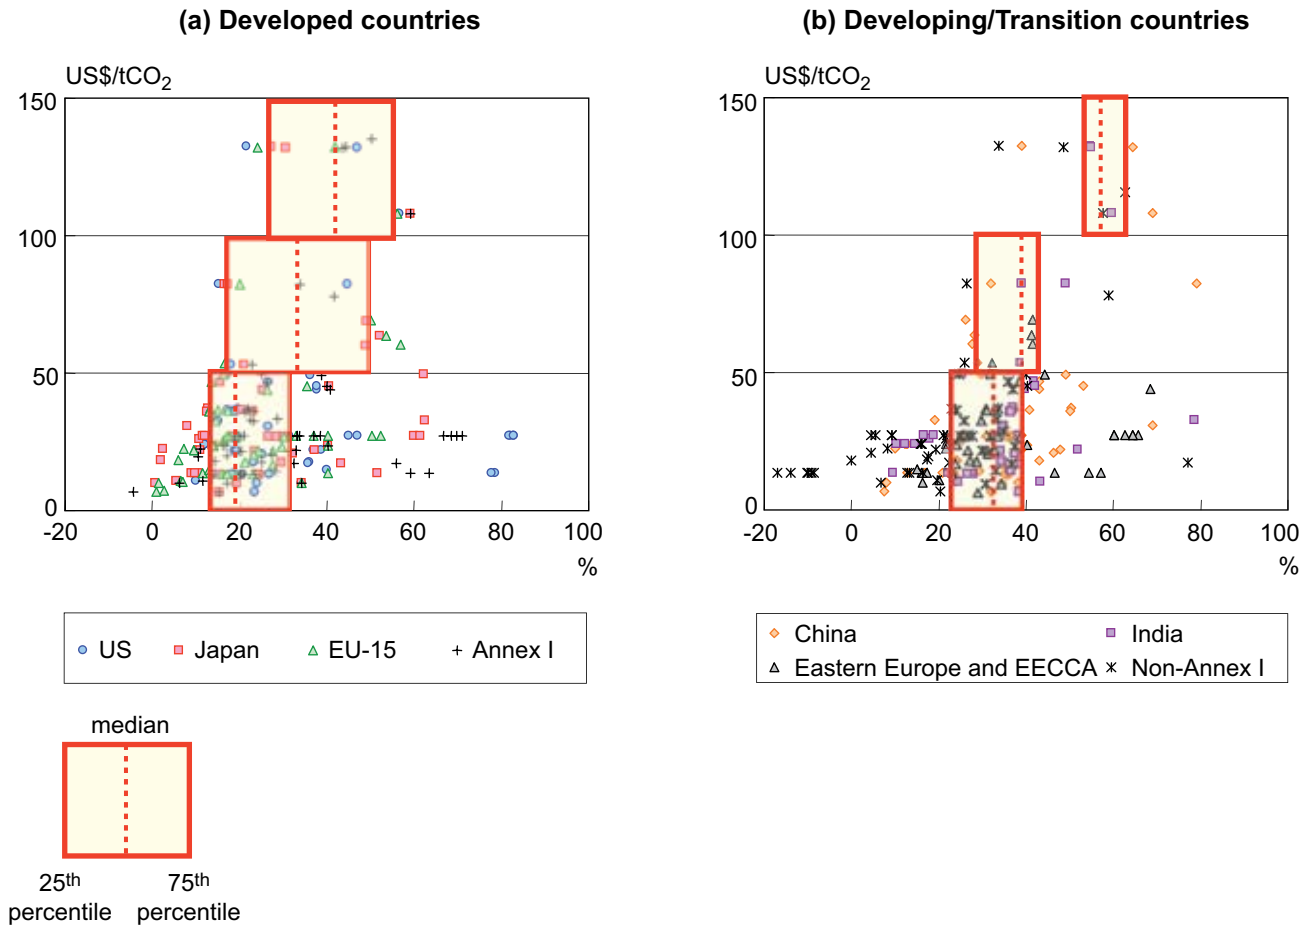 (a) Developed countries
(b) Developing/Transition countries
US$/tCO2
150
100
50
0
-20 0 20 40 60 80 100
%
US$/tCO2
150
100
50
0
-20 0 20 40 60 80 100
%
US Japan EU-15 Annex I
China India
Eastern Europe and EECCA Non-Annex I
median
25th percentile
75th percentile